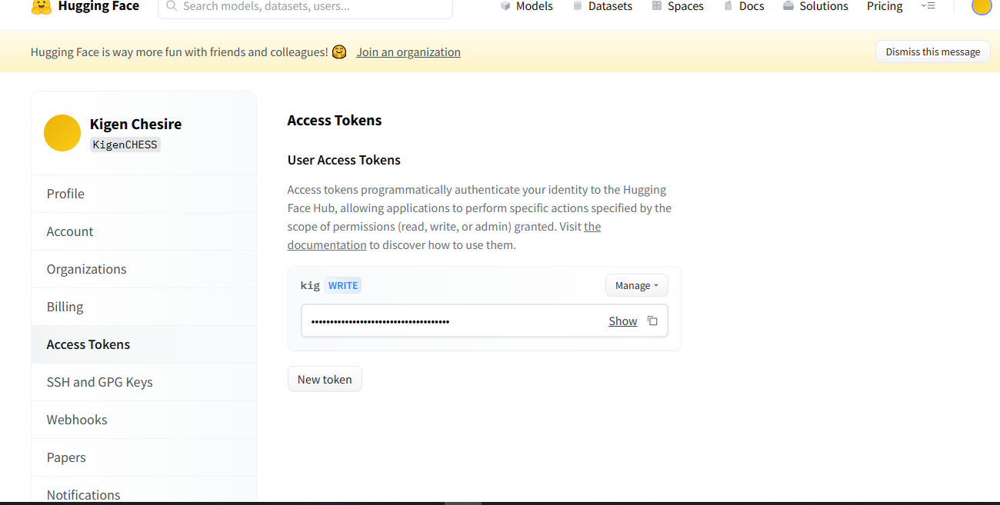 Hugging Face
Search models, datasets, users...
Models
Datasets
Spaces
Docs
Solutions
Pricing
Hugging Face is way more fun with friends and colleagues! 🤗 Join an organization
Dismiss this message
Kigen Chesire
KigenCHESS
Profile
Account
Organizations
Billing
Access Tokens
SSH and GPG Keys
Webhooks
Papers
Notifications
Access Tokens
User Access Tokens
Access tokens programmatically authenticate your identity to the Hugging
Face Hub, allowing applications to perform specific actions specified by the
scope of permissions (read, write, or admin) granted. Visit the
documentation to discover how to use them.
kig WRITE
Manage
•••••••••••••••••••••••••••••••••••••
Show
New token